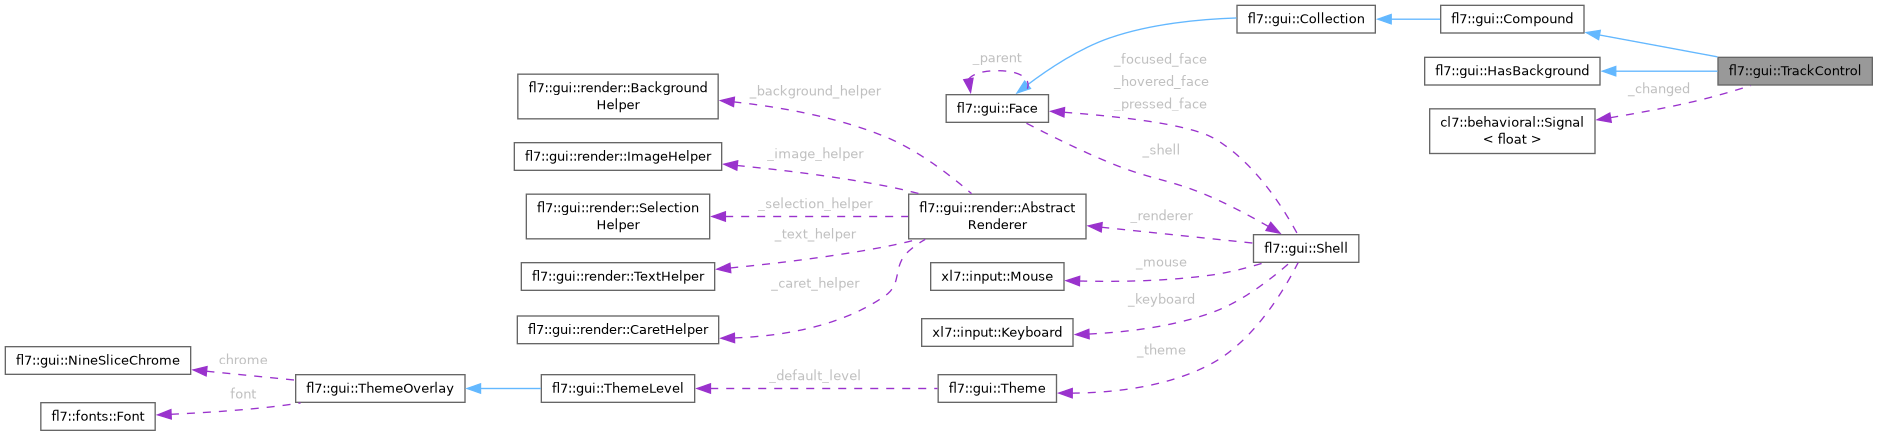 fl7::gui::Collection
fl7::gui::Compound
_parent
_focused_face
_hovered_face
_pressed_face
fl7::gui::HasBackground
fl7::gui::TrackControl
_changed
fl7::gui::render::Background
Helper
_background_helper
fl7::gui::Face
cl7::behavioral::Signal
< float >
fl7::gui::render::ImageHelper
_image_helper
_shell
fl7::gui::render::Selection
Helper
_selection_helper
fl7::gui::render::Abstract
Renderer
_renderer
_text_helper
fl7::gui::Shell
fl7::gui::render::TextHelper
xl7::input::Mouse
_mouse
_caret_helper
_keyboard
fl7::gui::render::CaretHelper
xl7::input::Keyboard
_theme
fl7::gui::NineSliceChrome
chrome
fl7::gui::ThemeOverlay
fl7::gui::ThemeLevel
_default_level
fl7::gui::Theme
font
fl7::fonts::Font